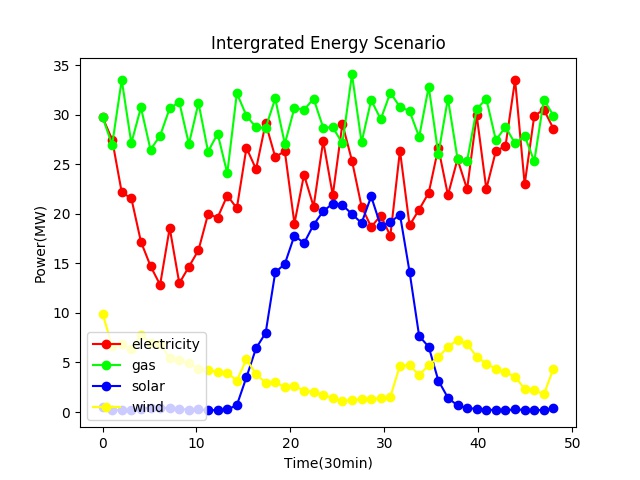 Intergrated Energy Scenario
Power(MW)
35
30
25
20
15
10
5
0
electricity
gas
solar
wind
0 10 20 30 40 50
Time(30min)